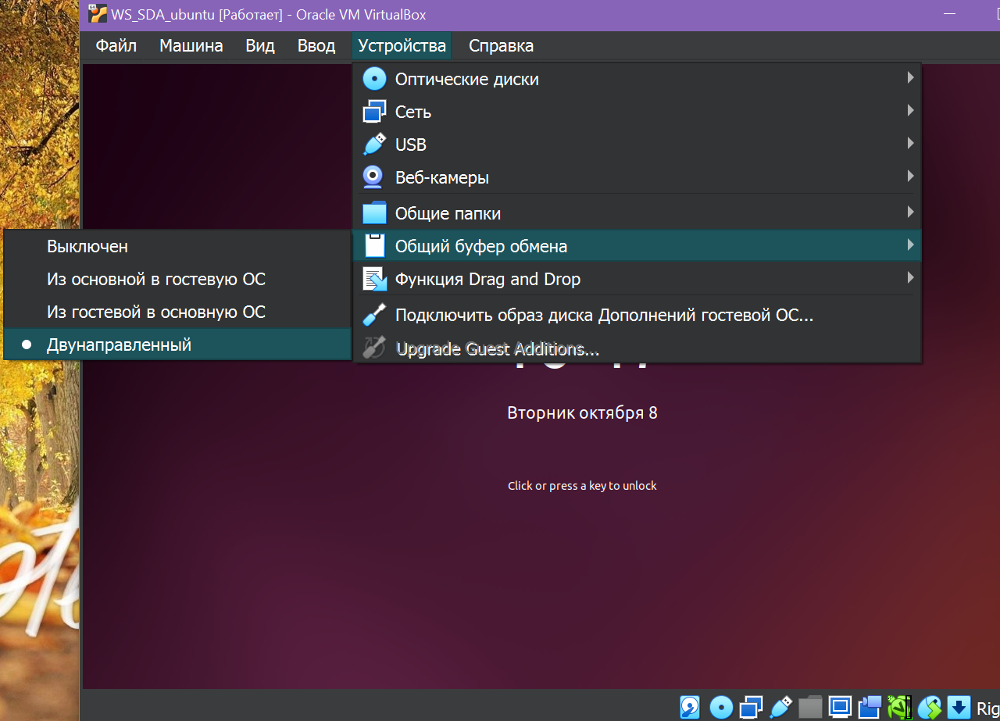 WS_SDA_ubuntu [Работает] - Oracle VM VirtualBox
Файл Машина Вид Ввод Устройства Справка
Оптические диски
Сеть
USB
Веб-камеры
Общие папки
Общий буфер обмена
Функция Drag and Drop
Подключить образ диска Дополнений гостевой ОС...
Upgrade Guest Additions...
Выключен
Из основной в гостевую ОС
Из гостевой в основную ОС
Двунаправленный
Вторник октября 8
Click or press a key to unlock